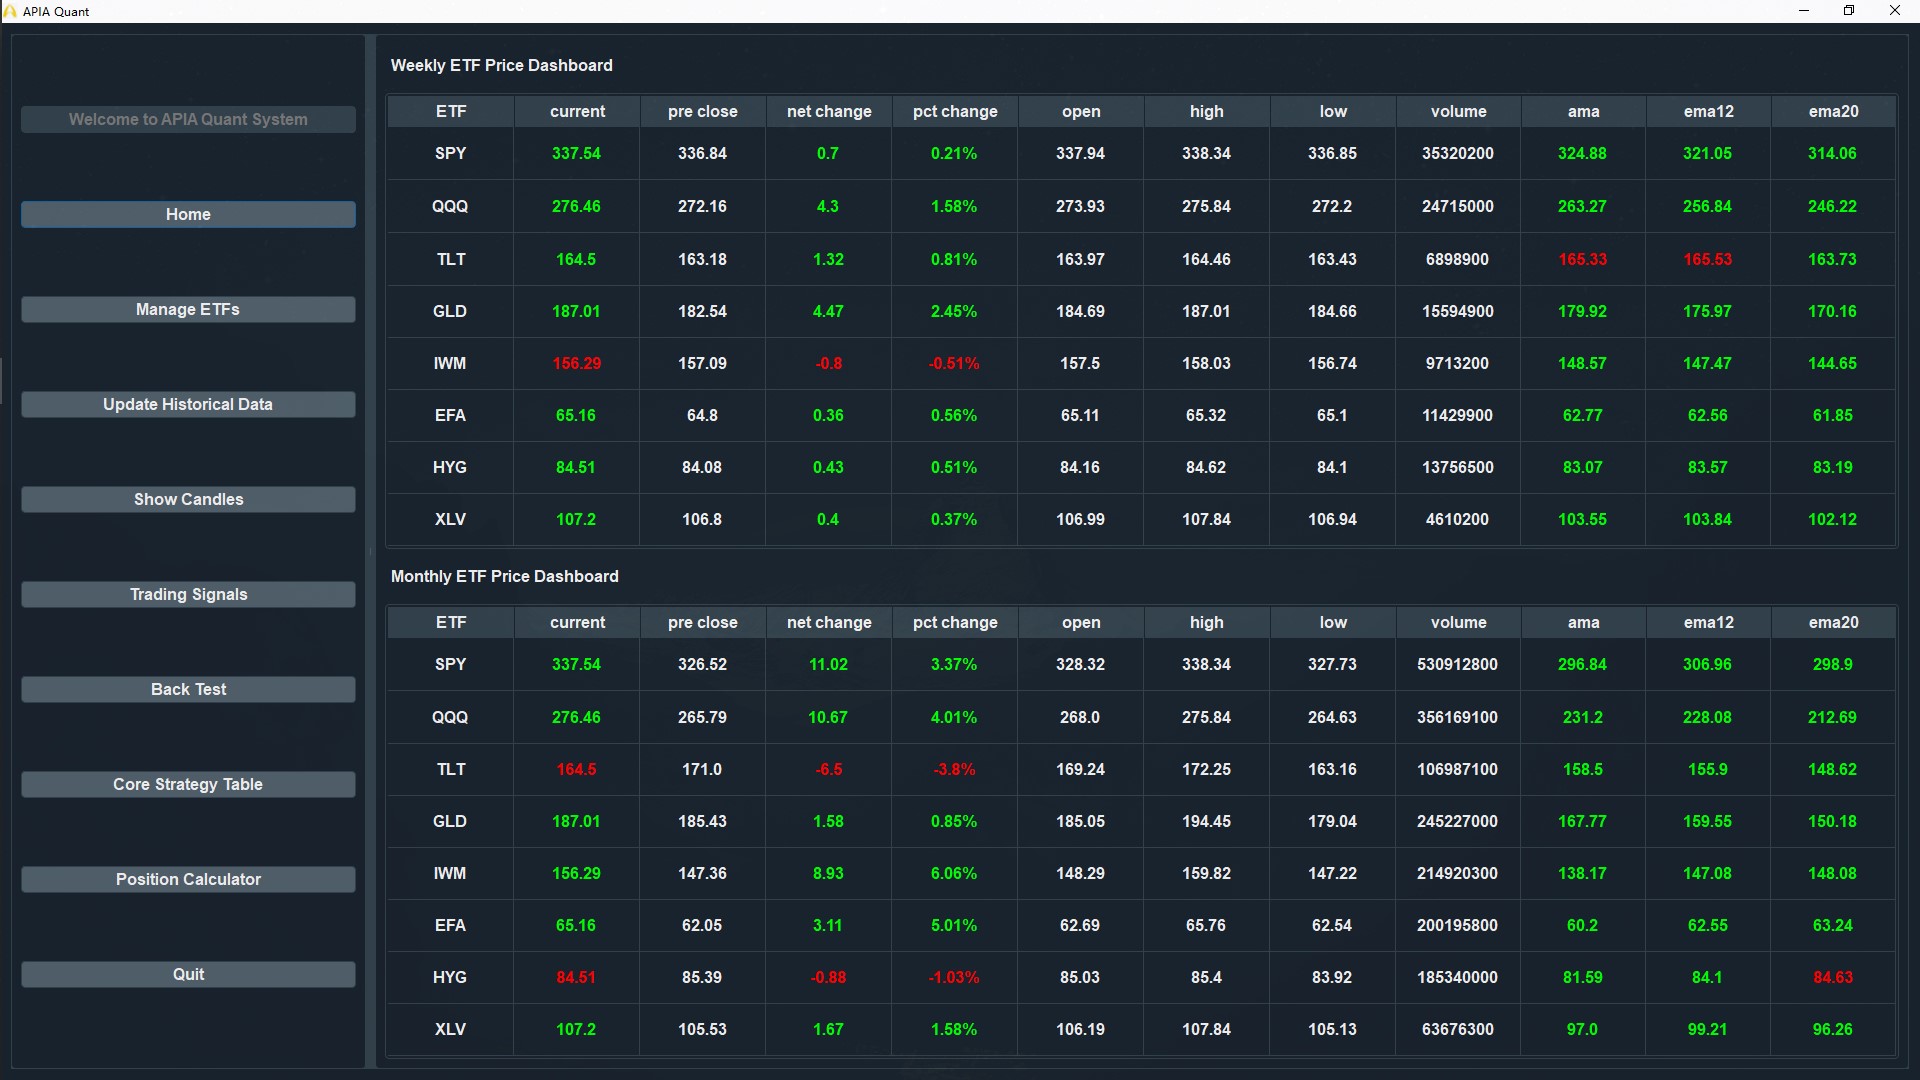 APIA Quant
Welcome to APIA Quant System
Home
Manage ETFs
Update Historical Data
Show Candles
Trading Signals
Back Test
Core Strategy Table
Position Calculator
Quit
Weekly ETF Price Dashboard
ETF current pre close net change pct change open high low volume ama ema12 ema20
SPY 337.54 336.84 0.7 0.21% 337.94 338.34 336.85 35320200 324.88 321.05 314.06
QQQ 276.46 272.16 4.3 1.58% 273.93 275.84 272.2 24715000 263.27 256.84 246.22
TLT 164.5 163.18 1.32 0.81% 163.97 164.46 163.43 6898900 165.33 165.53 163.73
GLD 187.01 182.54 4.47 2.45% 184.69 187.01 184.66 15594900 179.92 175.97 170.16
IWM 156.29 157.09 -0.8 -0.51% 157.5 158.03 156.74 9713200 148.57 147.47 144.65
EFA 65.16 64.8 0.36 0.56% 65.11 65.32 65.1 11429900 62.77 62.56 61.85
HYG 84.51 84.08 0.43 0.51% 84.16 84.62 84.1 13756500 83.07 83.57 83.19
XLV 107.2 106.8 0.4 0.37% 106.99 107.84 106.94 4610200 103.55 103.84 102.12
Monthly ETF Price Dashboard
ETF current pre close net change pct change open high low volume ama ema12 ema20
SPY 337.54 326.52 11.02 3.37% 328.32 338.34 327.73 530912800 296.84 306.96 298.9
QQQ 276.46 265.79 10.67 4.01% 268.0 275.84 264.63 356169100 231.2 228.08 212.69
TLT 164.5 171.0 -6.5 -3.8% 169.24 172.25 163.16 106987100 158.5 155.9 148.62
GLD 187.01 185.43 1.58 0.85% 185.05 194.45 179.04 245227000 167.77 159.55 150.18
IWM 156.29 147.36 8.93 6.06% 148.29 159.82 147.22 214920300 138.17 147.08 148.08
EFA 65.16 62.05 3.11 5.01% 62.69 65.76 62.54 200195800 60.2 62.55 63.24
HYG 84.51 85.39 -0.88 -1.03% 85.03 85.4 83.92 185340000 81.59 84.1 84.63
XLV 107.2 105.53 1.67 1.58% 106.19 107.84 105.13 63676300 97.0 99.21 96.26